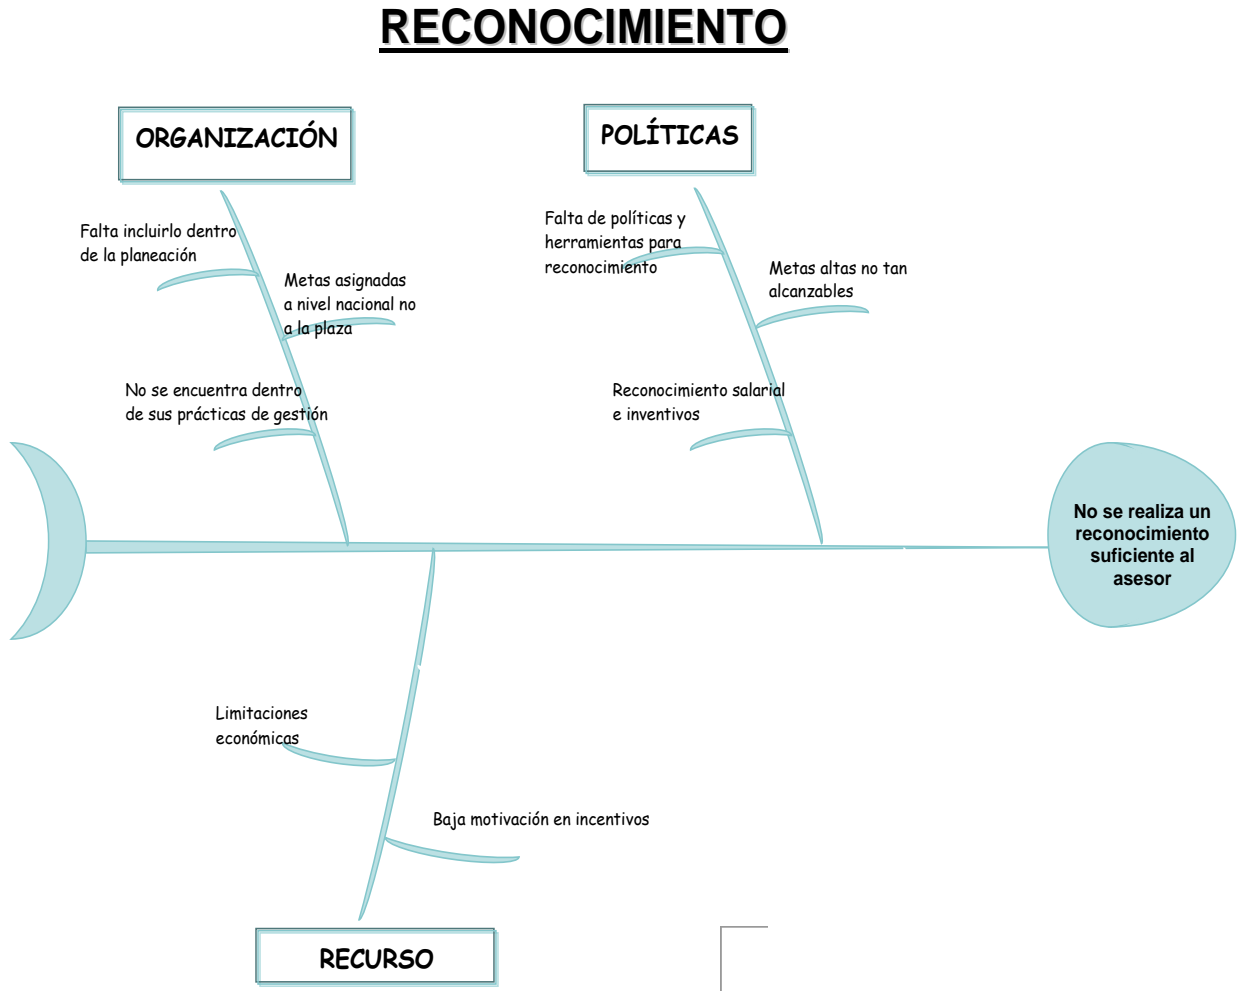 RECONOCIMIENTO
ORGANIZACIÓN
POLÍTICAS
Falta incluirlo dentro
de la planeación
Metas asignadas
a nivel nacional no
a la plaza
No se encuentra dentro
de sus prácticas de gestión
Falta de políticas y
herramientas para
reconocimiento
Metas altas no tan
alcanzables
Reconocimiento salarial
e inventivos
No se realiza un
reconocimiento
suficiente al
asesor
Limitaciones
económicas
Baja motivación en incentivos
RECURSO